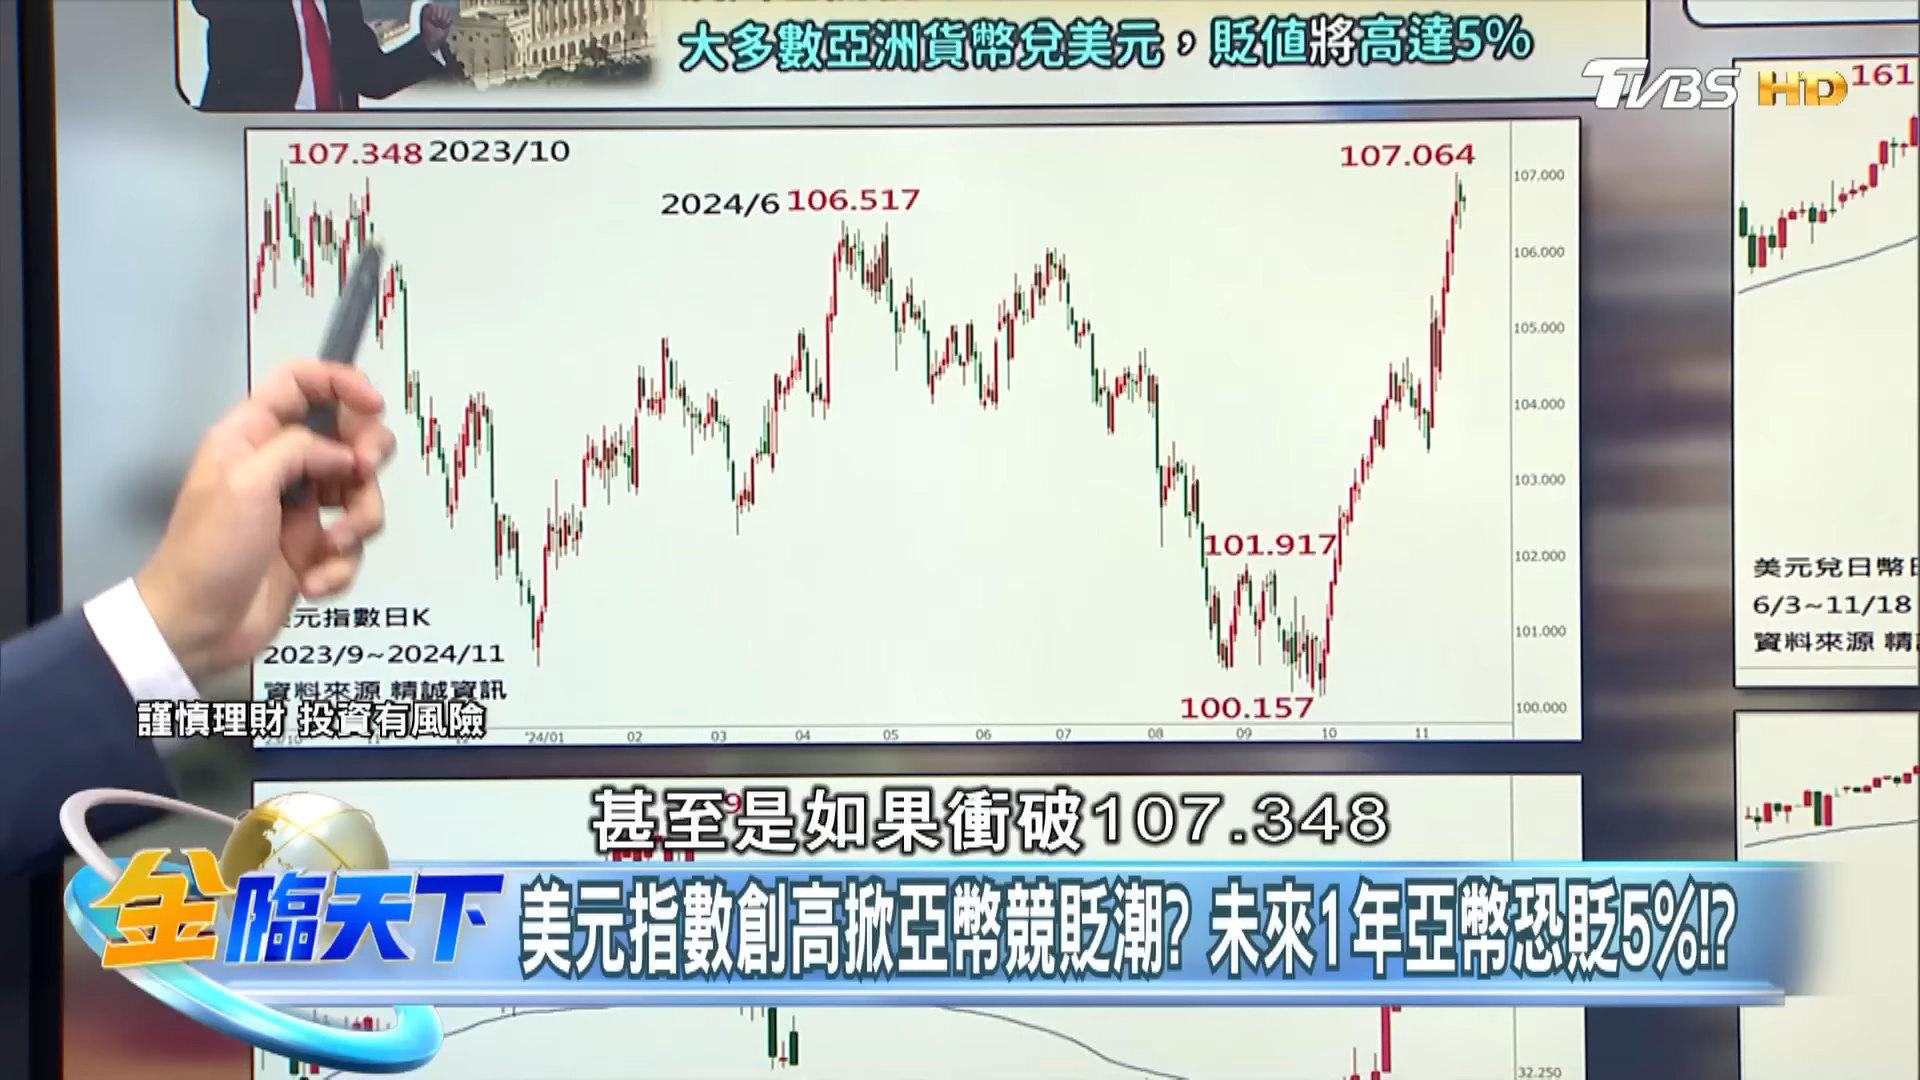 大多數亞洲貨幣兌美元，貶值將高達5%
TVBS HD
161
107.348 2023/10
107.064
2024/6 106.517
107.000
106.000
105.000
104.000
103.000
102.000
101.000
100.000
101.917
100.157
元指數日K
2023/9~2024/11
資料來源 精誠資訊
'24/01 02 03 04 05 06 07 08 09 10 11
美元兌日幣日
6/3~11/18
資料來源 精
謹慎理財 投資有風險
甚至是如果衝破107.348
金臨天下
美元指數創高掀亞幣競貶潮? 未來1年亞幣恐貶5%!?
32.250